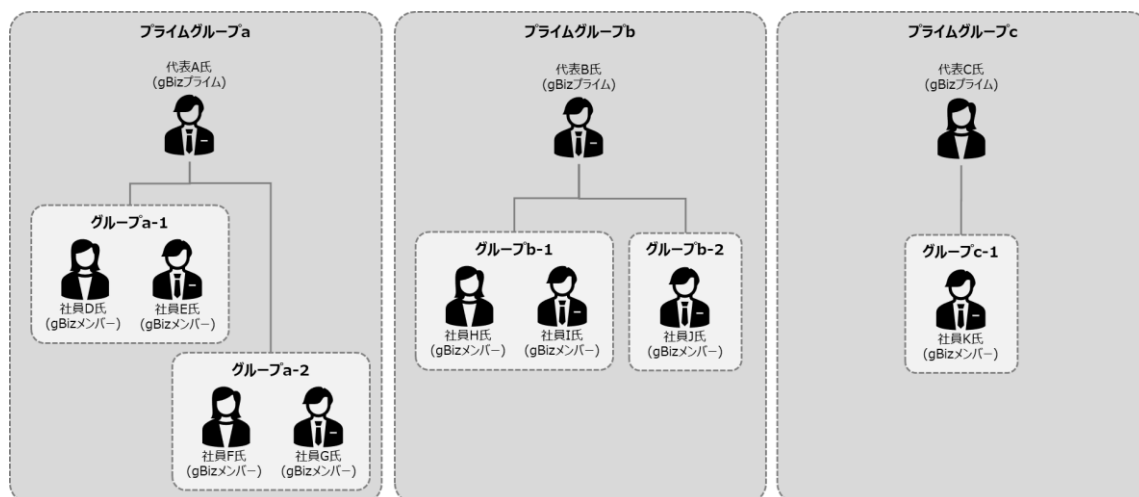 プライムグループa
代表A氏
(gBizプライム)
グループa-1
社員D氏
(gBizメンバー)
社員E氏
(gBizメンバー)
グループa-2
社員F氏
(gBizメンバー)
社員G氏
(gBizメンバー)
プライムグループb
代表B氏
(gBizプライム)
グループb-1
社員H氏
(gBizメンバー)
社員I氏
(gBizメンバー)
グループb-2
社員J氏
(gBizメンバー)
プライムグループc
代表C氏
(gBizプライム)
グループc-1
社員K氏
(gBizメンバー)